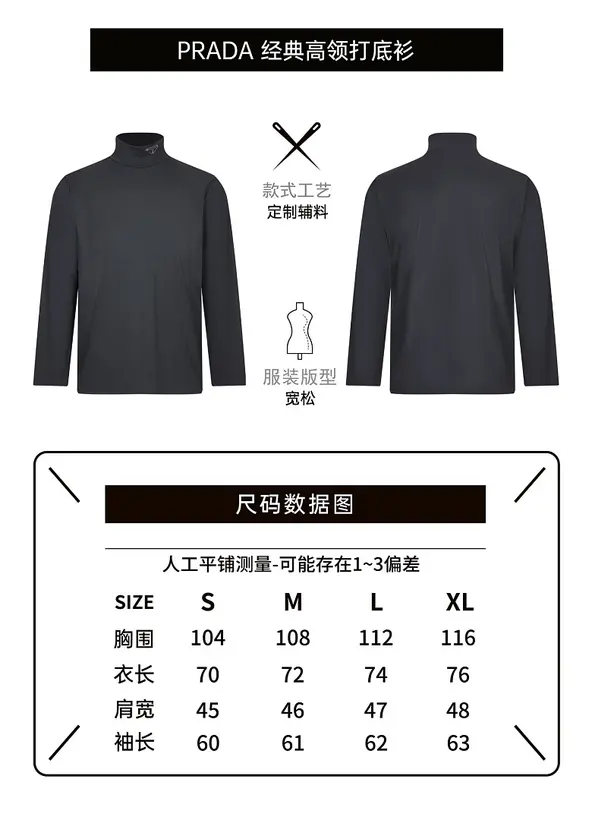 PRADA 经典高领打底衫
款式工艺
定制辅料
服装版型
宽松
尺码数据图
人工平铺测量-可能存在1~3偏差
SIZE S M L XL
胸围 104 108 112 116
衣长 70 72 74 76
肩宽 45 46 47 48
袖长 60 61 62 63